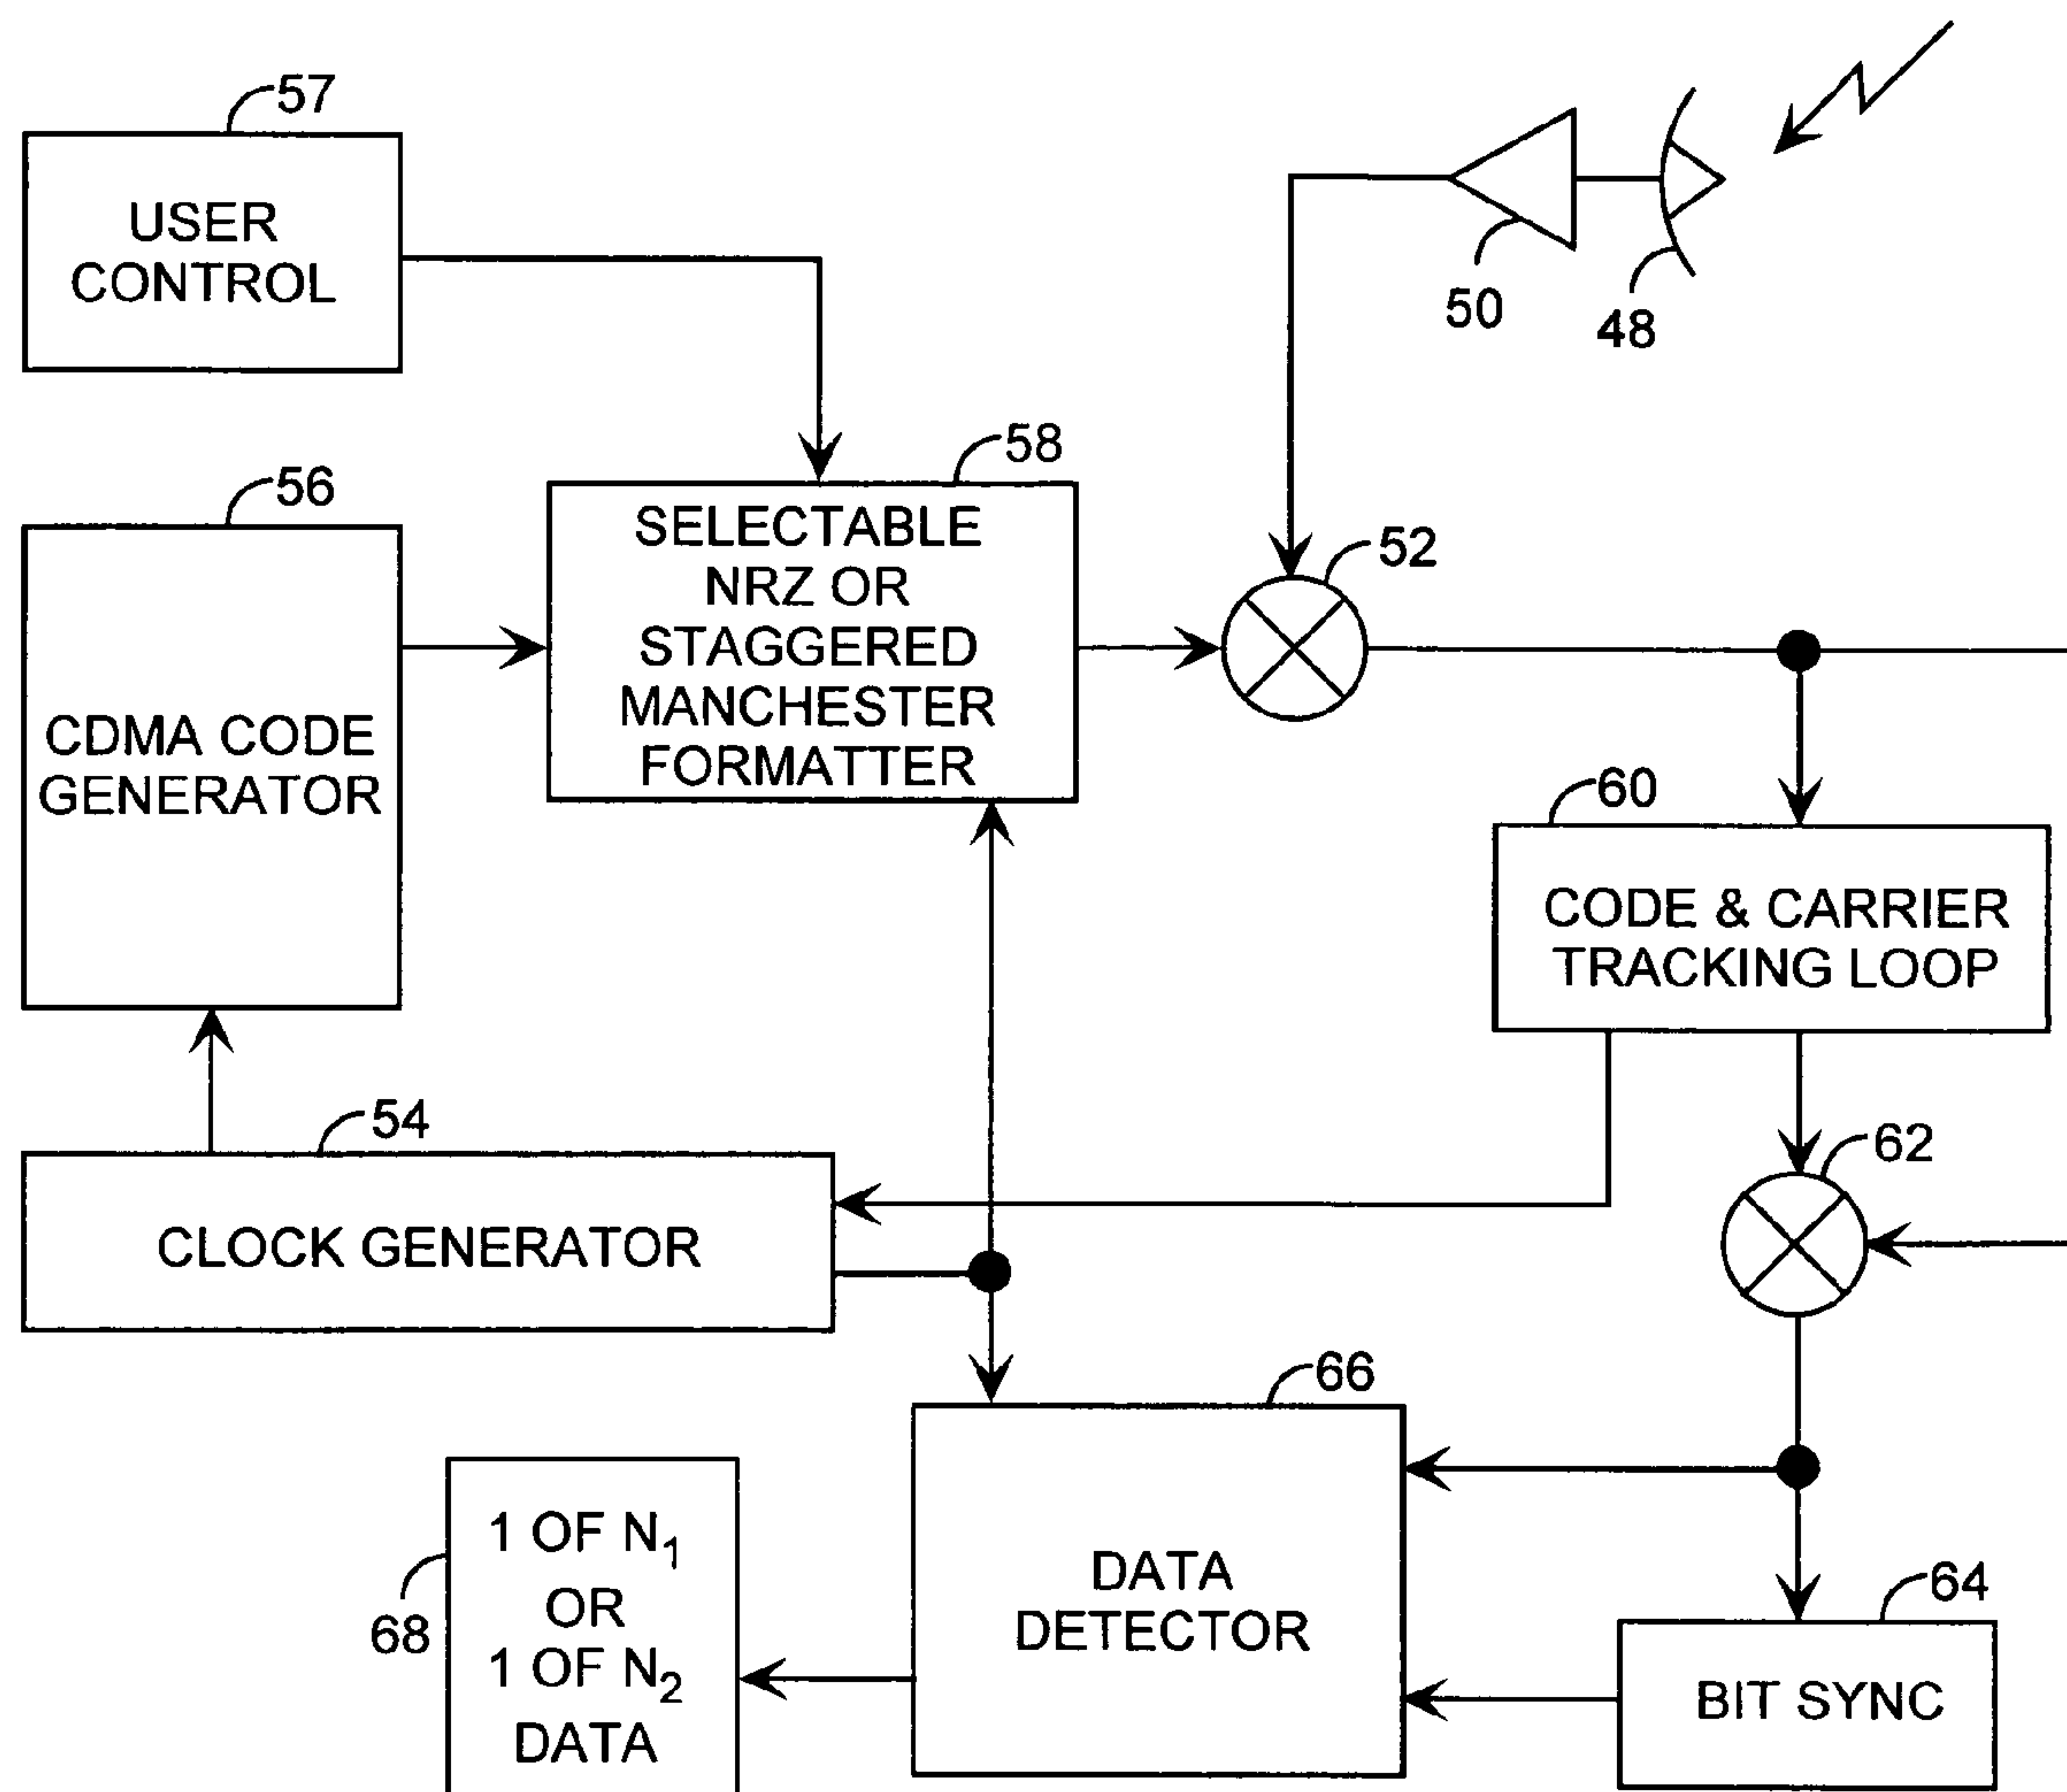 57
USER
CONTROL
50
48
58
SELECTABLE
NRZ OR
STAGGERED
MANCHESTER
FORMATTER
56
CDMA CODE
GENERATOR
52
60
CODE & CARRIER
TRACKING LOOP
54
CLOCK GENERATOR
62
66
DATA
DETECTOR
64
BIT SYNC
68
1 OF N₁
OR
1 OF N₂
DATA